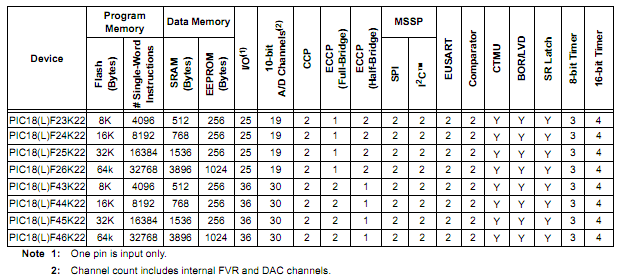 Device Program Memory Data Memory I/O(1) 10-bit A/D Channels(2) CCP ECCP (Full-Bridge) ECCP (Half-Bridge) MSSP EUSART Comparator CTMU BOR/LVD SR Latch 8-bit Timer 16-bit Timer
Flash (Bytes) # Single-Word Instructions SRAM (Bytes) EEPROM (Bytes) SPI I²C™
PIC18(L)F23K22 8K 4096 512 256 25 19 2 1 2 2 2 2 2 Y Y Y 3 4
PIC18(L)F24K22 16K 8192 768 256 25 19 2 1 2 2 2 2 2 Y Y Y 3 4
PIC18(L)F25K22 32K 16384 1536 256 25 19 2 1 2 2 2 2 2 Y Y Y 3 4
PIC18(L)F26K22 64k 32768 3896 1024 25 19 2 1 2 2 2 2 2 Y Y Y 3 4
PIC18(L)F43K22 8K 4096 512 256 36 30 2 2 1 2 2 2 2 Y Y Y 3 4
PIC18(L)F44K22 16K 8192 768 256 36 30 2 2 1 2 2 2 2 Y Y Y 3 4
PIC18(L)F45K22 32K 16384 1536 256 36 30 2 2 1 2 2 2 2 Y Y Y 3 4
PIC18(L)F46K22 64k 32768 3896 1024 36 30 2 2 1 2 2 2 2 Y Y Y 3 4
Note 1: One pin is input only.
2: Channel count includes internal FVR and DAC channels.